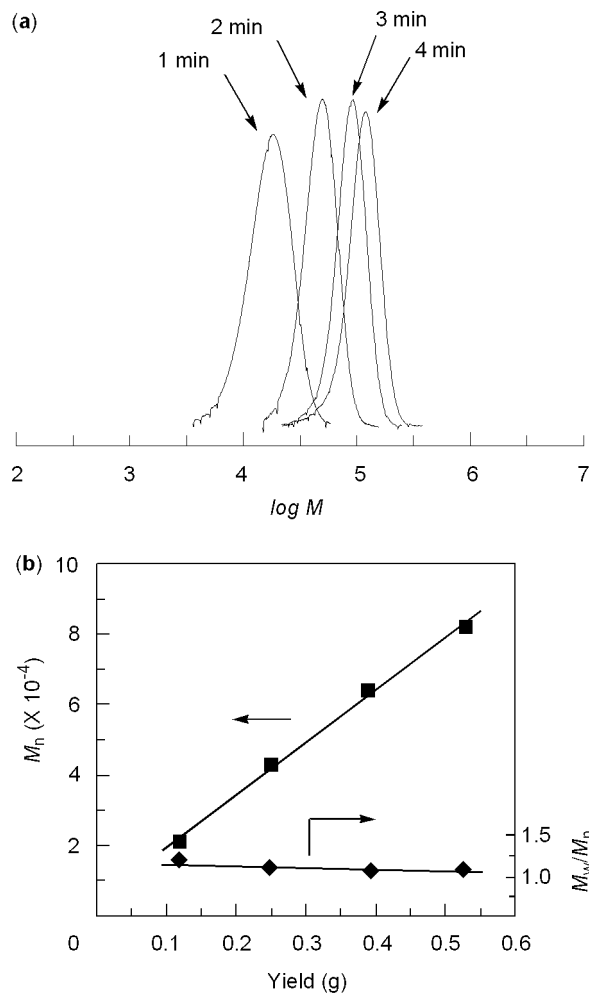 (a)
1 min
2 min
3 min
4 min
2 3 4 5 6 7
log M
(b)
10
8
6
4
2
0
Mn (X 10-4)
1.5
1.0
Mw/Mn
0.1 0.2 0.3 0.4 0.5 0.6
Yield (g)